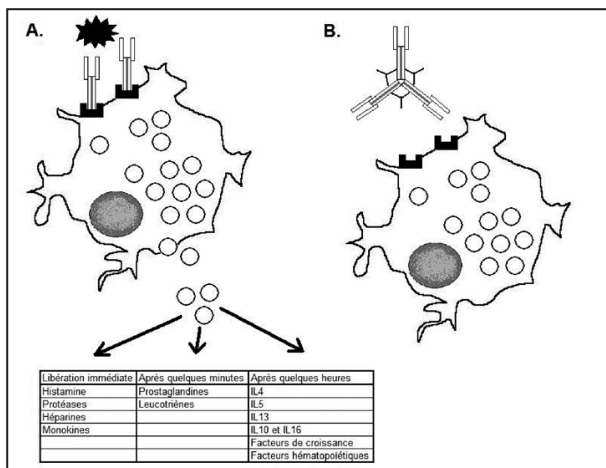 A.
B.
Libération immédiate Après quelques minutes Après quelques heures
Histamine Prostaglandines IL4
Protéases Leucotriènes IL5
Héparines IL13
Monokines IL10 et IL16
Facteurs de croissance
Facteurs hématopoiétiques